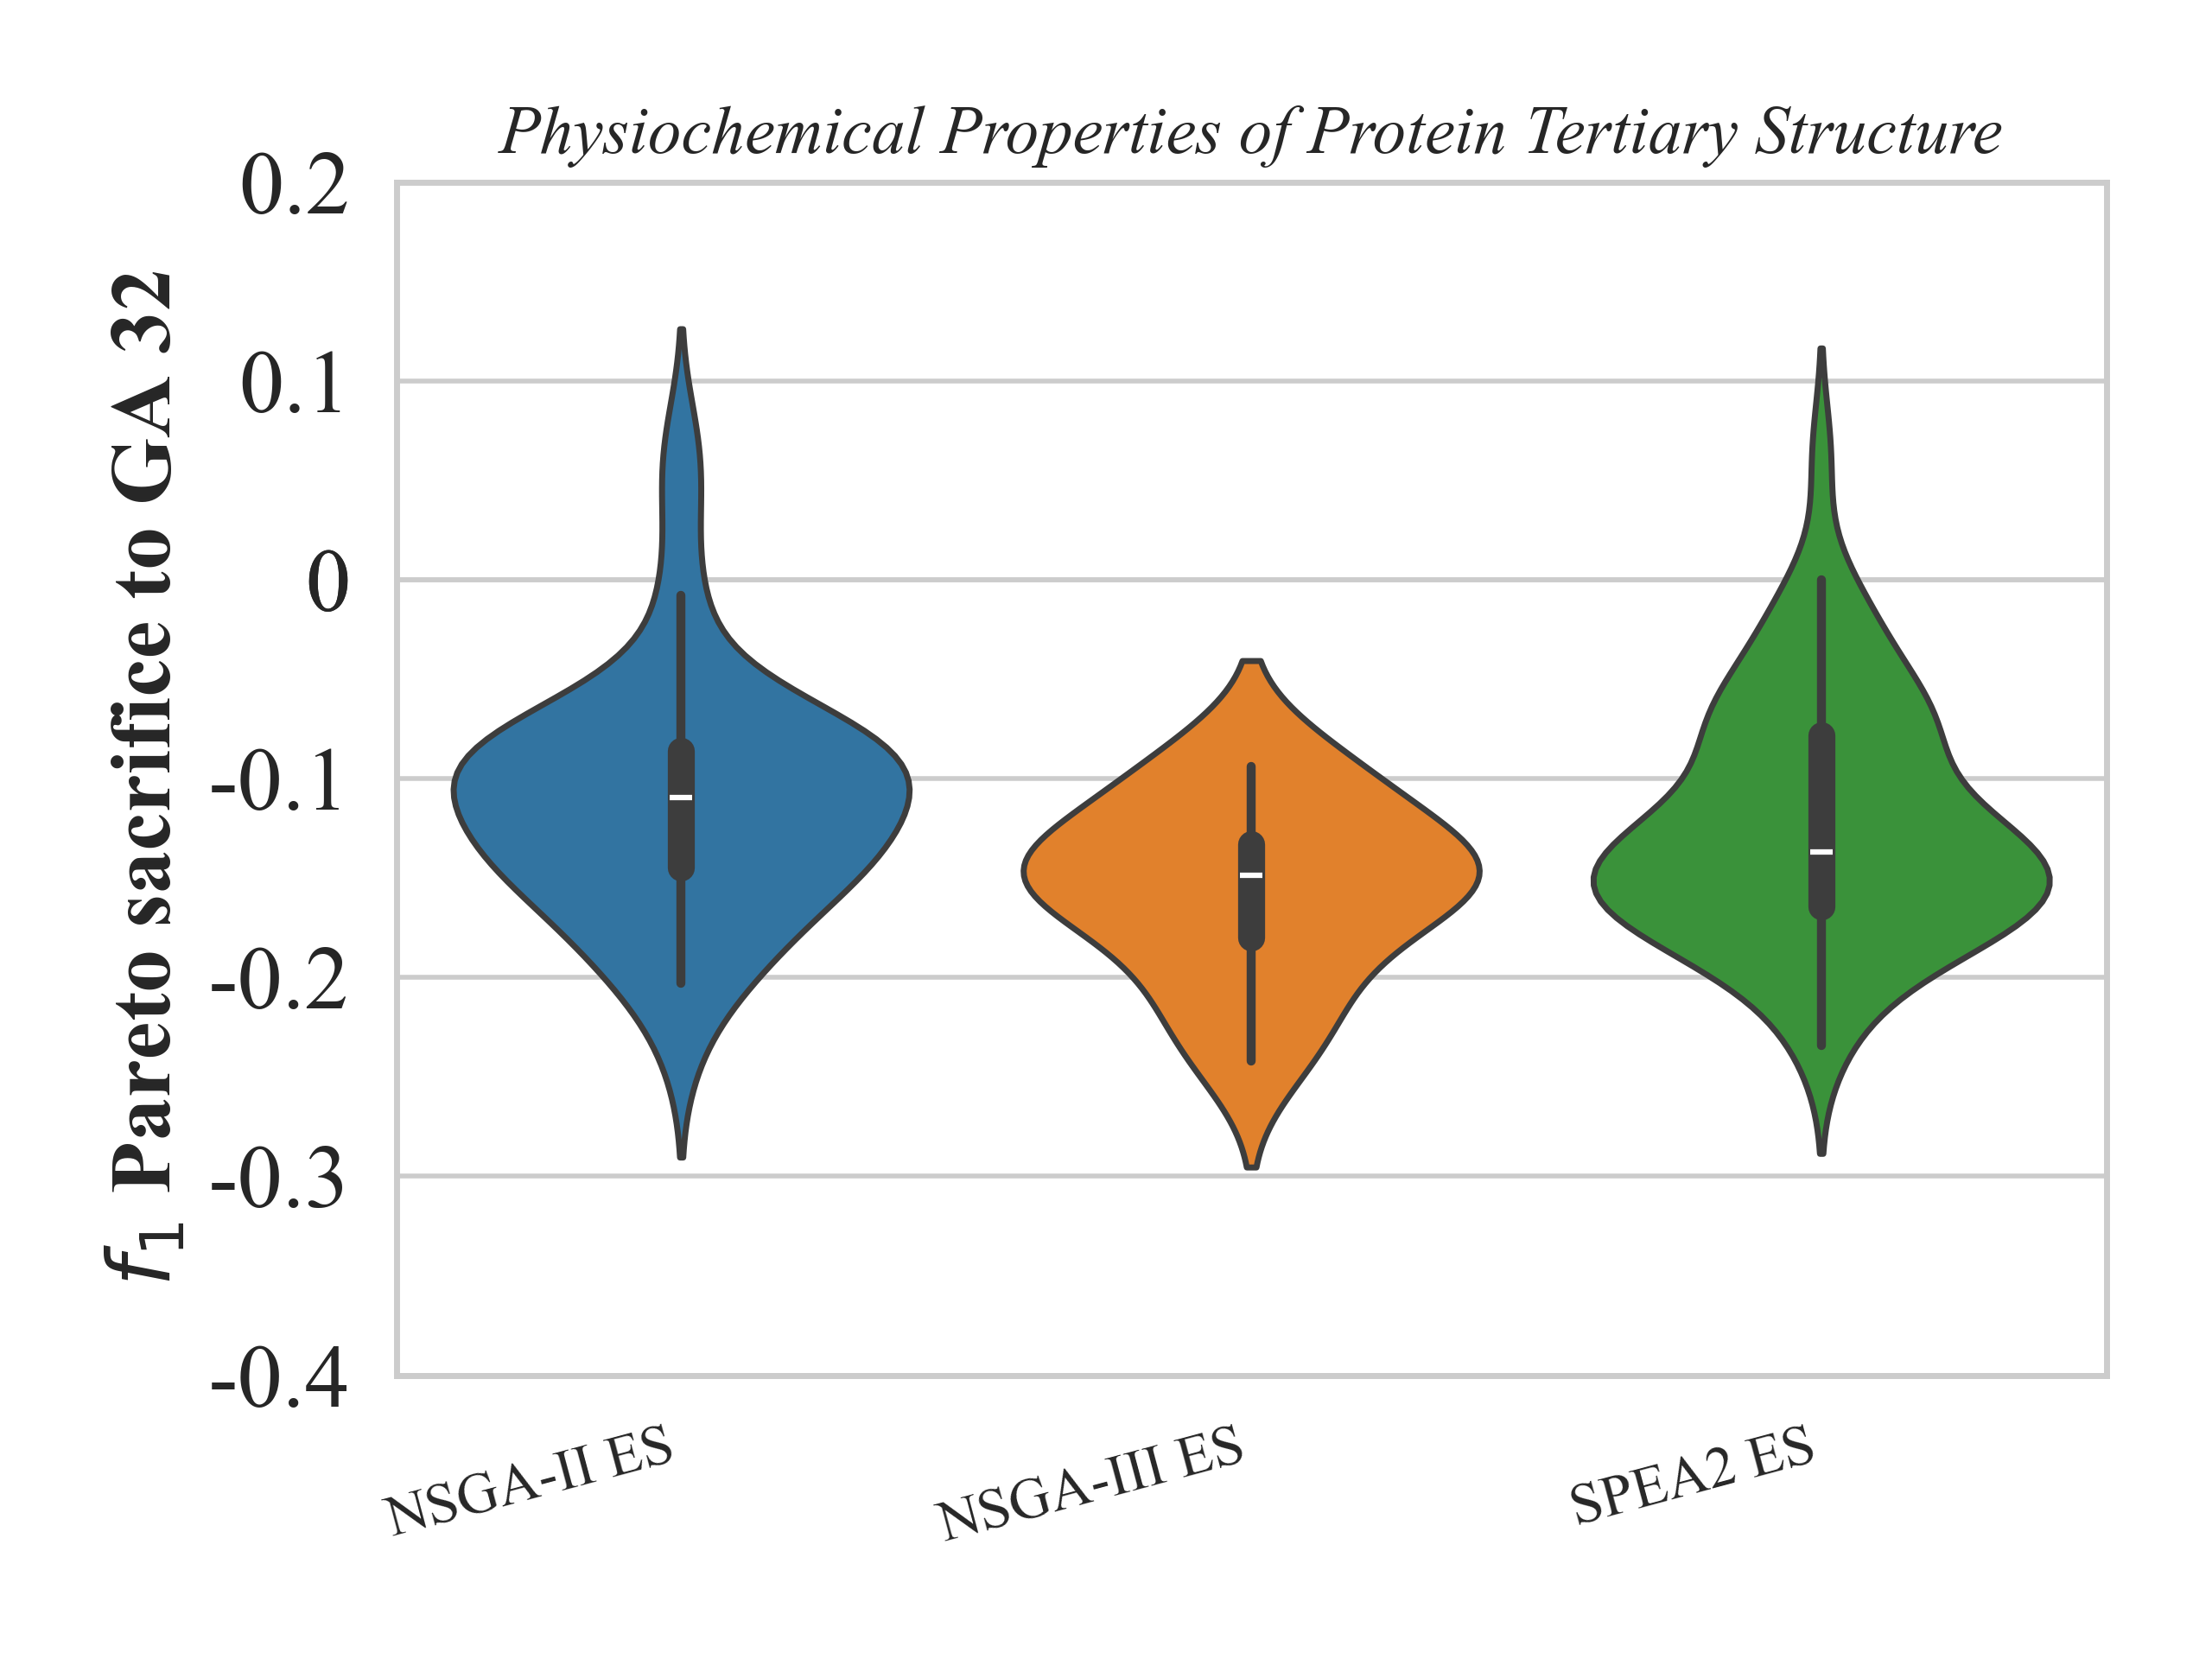 Physiochemical Properties of Protein Tertiary Structure
f1 Pareto sacrifice to GA 32
0.2
0.1
0
-0.1
-0.2
-0.3
-0.4
NSGA-II ES
NSGA-III ES
SPEA2 ES